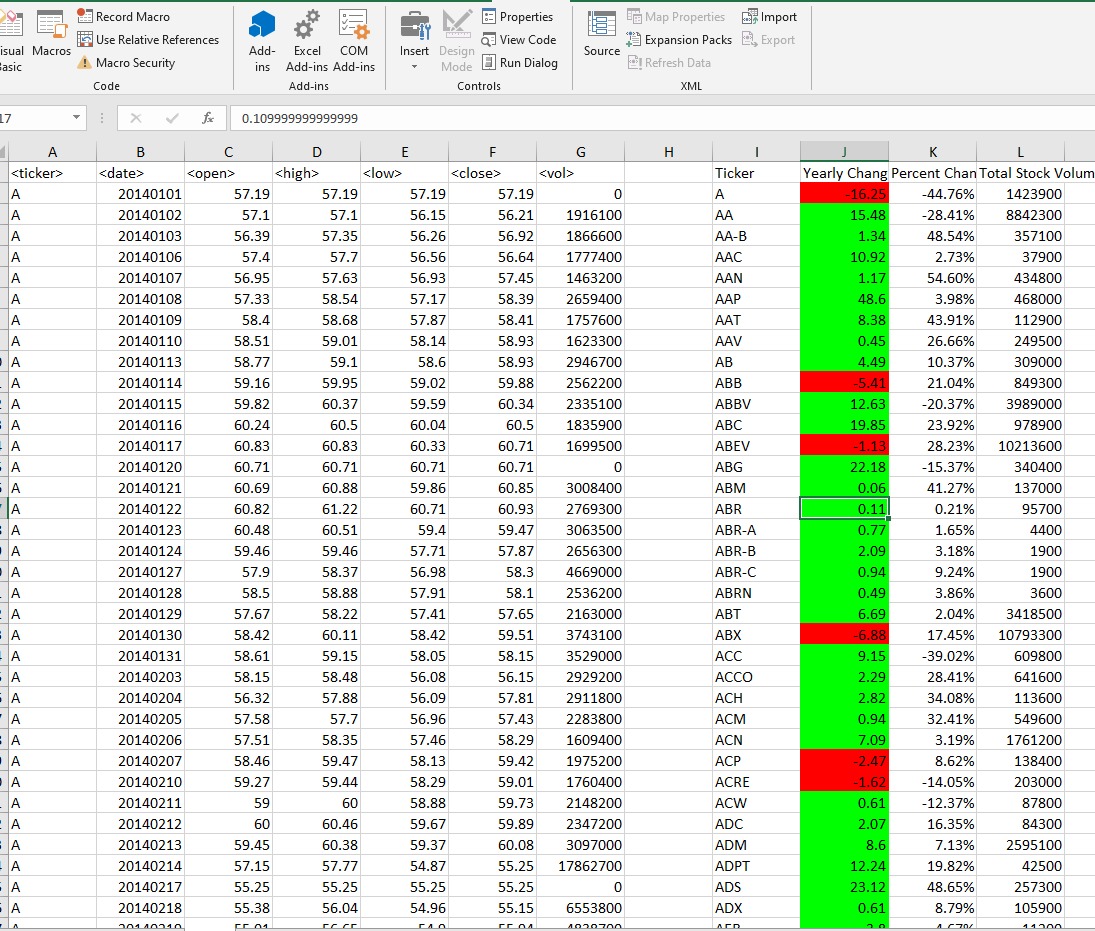 Record Macro
Properties
Map Properties
Import
isual
Macros
Use Relative References
Add-
Excel
COM
Insert
Design
View Code
Source
Expansion Packs
Export
asic
Macro Security
ins
Add-ins
Add-ins
Mode
Run Dialog
Refresh Data
Code
Add-ins
Controls
XML
17
fx
0.109999999999999
A B C D E F G H I J K L
<ticker> <date> <open> <high> <low> <close> <vol> Ticker Yearly Chang Percent Chan Total Stock Volum
A 20140101 57.19 57.19 57.19 57.19 0 A -16.25 -44.76% 1423900
A 20140102 57.1 57.1 56.15 56.21 1916100 AA 15.48 -28.41% 8842300
A 20140103 56.39 57.35 56.26 56.92 1866600 AA-B 1.34 48.54% 357100
A 20140106 57.4 57.7 56.56 56.64 1777400 AAC 10.92 2.73% 37900
A 20140107 56.95 57.63 56.93 57.45 1463200 AAN 1.17 54.60% 434800
A 20140108 57.33 58.54 57.17 58.39 2659400 AAP 48.6 3.98% 468000
A 20140109 58.4 58.68 57.87 58.41 1757600 AAT 8.38 43.91% 112900
A 20140110 58.51 59.01 58.14 58.93 1623300 AAV 0.45 26.66% 249500
A 20140113 58.77 59.1 58.6 58.93 2946700 AB 4.49 10.37% 309000
A 20140114 59.16 59.95 59.02 59.88 2562200 ABB -5.41 21.04% 849300
A 20140115 59.82 60.37 59.59 60.34 2335100 ABBV 12.63 -20.37% 3989000
A 20140116 60.24 60.5 60.04 60.5 1835900 ABC 19.85 23.92% 978900
A 20140117 60.83 60.83 60.33 60.71 1699500 ABEV -1.13 28.23% 10213600
A 20140120 60.71 60.71 60.71 60.71 0 ABG 22.18 -15.37% 340400
A 20140121 60.69 60.88 59.86 60.85 3008400 ABM 0.06 41.27% 137000
A 20140122 60.82 61.22 60.71 60.93 2769300 ABR 0.11 0.21% 95700
A 20140123 60.48 60.51 59.4 59.47 3063500 ABR-A 0.77 1.65% 4400
A 20140124 59.46 59.46 57.71 57.87 2656300 ABR-B 2.09 3.18% 1900
A 20140127 57.9 58.37 56.98 58.3 4669000 ABR-C 0.94 9.24% 1900
A 20140128 58.5 58.88 57.91 58.1 2536200 ABRN 0.49 3.86% 3600
A 20140129 57.67 58.22 57.41 57.65 2163000 ABT 6.69 2.04% 3418500
A 20140130 58.42 60.11 58.42 59.51 3743100 ABX -6.88 17.45% 10793300
A 20140131 58.61 59.15 58.05 58.15 3529000 ACC 9.15 -39.02% 609800
A 20140203 58.15 58.48 56.08 56.15 2929200 ACCO 2.29 28.41% 641600
A 20140204 56.32 57.88 56.09 57.81 2911800 ACH 2.82 34.08% 113600
A 20140205 57.58 57.7 56.96 57.43 2283800 ACM 0.94 32.41% 549600
A 20140206 57.51 58.35 57.46 58.29 1609400 ACN 7.09 3.19% 1761200
A 20140207 58.46 59.47 58.13 59.42 1975200 ACP -2.47 8.62% 138400
A 20140210 59.27 59.44 58.29 59.01 1760400 ACRE -1.62 -14.05% 203000
A 20140211 59 60 58.88 59.73 2148200 ACW 0.61 -12.37% 87800
A 20140212 60 60.46 59.67 59.89 2347200 ADC 2.07 16.35% 84300
A 20140213 59.45 60.38 59.37 60.08 3097000 ADM 8.6 7.13% 2595100
A 20140214 57.15 57.77 54.87 55.25 17862700 ADPT 12.24 19.82% 42500
A 20140217 55.25 55.25 55.25 55.25 0 ADS 23.12 48.65% 257300
A 20140218 55.38 56.04 54.96 55.15 6553800 ADX 0.61 8.79% 105900